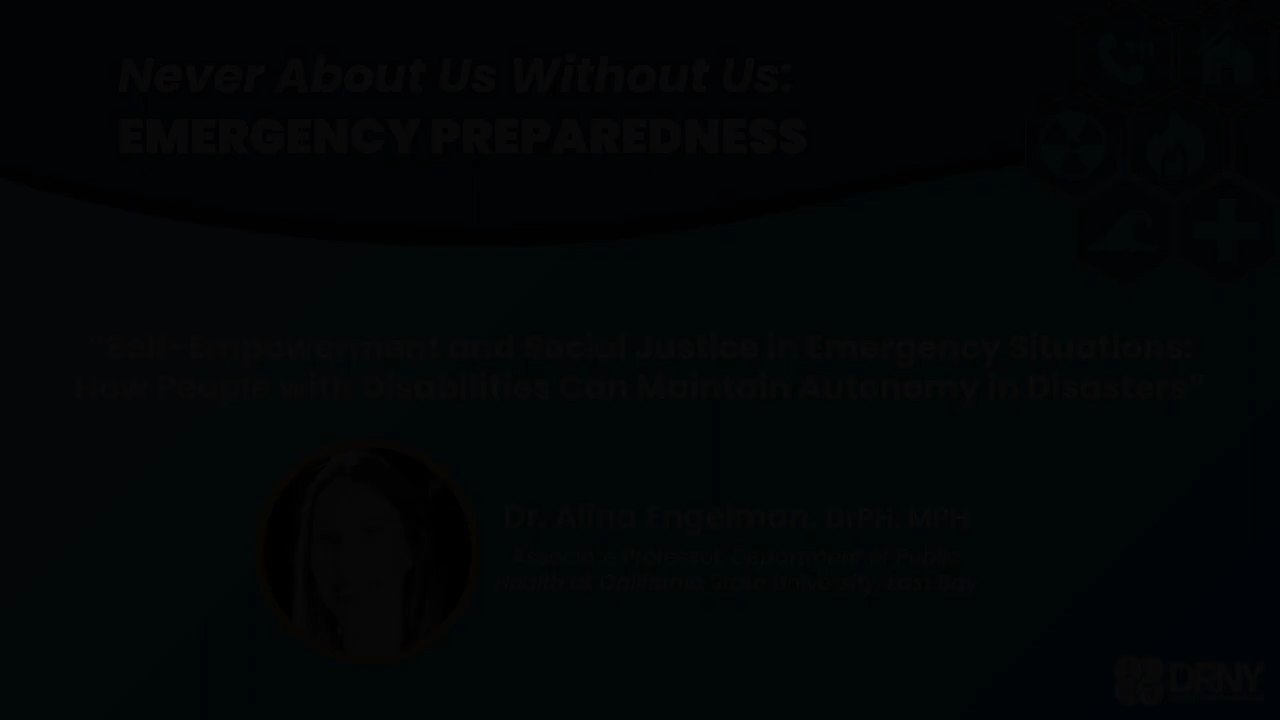 Never About Us Without Us:
EMERGENCY PREPAREDNESS
"Self-Empowerment and Social Justice in Emergency Situations:
How People with Disabilities Can Maintain Autonomy in Disasters"
Dr. Alina Engelman, DrPH, MPH
Associate Professor, Department of Public
Health at California State University, East Bay
DRNY